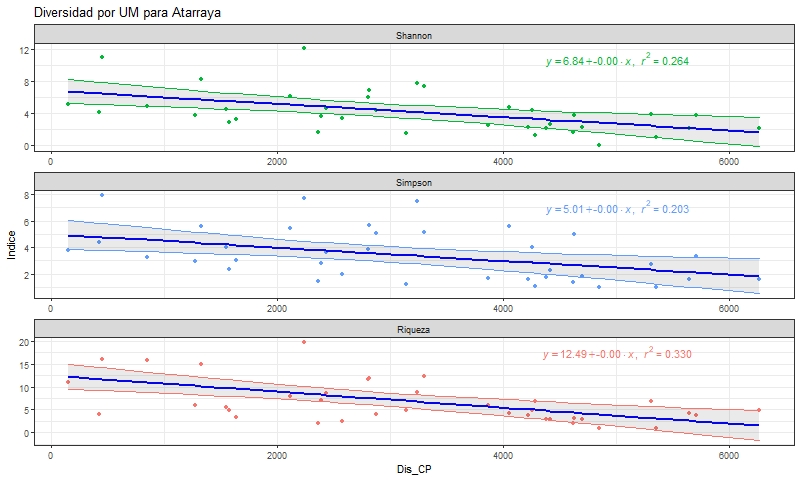 Diversidad por UM para Atarraya
Shannon
y = 6.84 + -0.00 · x, r² = 0.264
12
8
4
0
0 2000 4000 6000
Simpson
y = 5.01 + -0.00 · x, r² = 0.203
8
6
4
2
0 2000 4000 6000
Indice
Riqueza
y = 12.49 + -0.00 · x, r² = 0.330
20
15
10
5
0
0 2000 4000 6000
Dis_CP